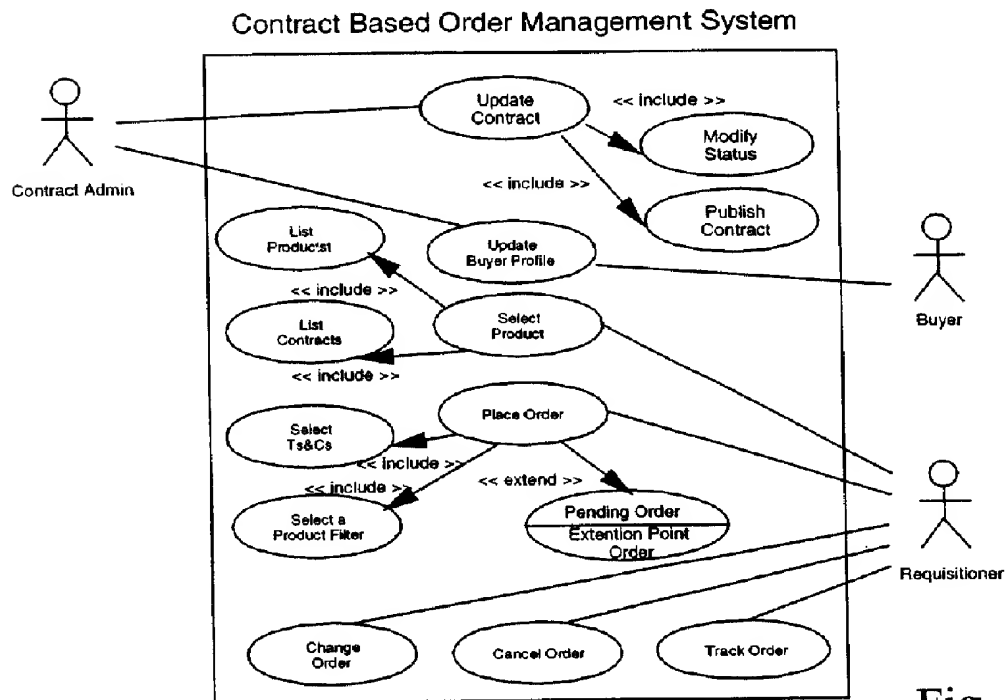 Contract Based Order Management System
Update
Contract
<< include >>
Modify
Status
Contract Admin
<< include >>
Publish
Contract
List
Products't
Update
Buyer Profile
Buyer
<< include >>
Select
Product
List
Contracts
<< include >>
Place Order
Select
Ts&Cs
<< include >>
<< include >>
<< extend >>
Select a
Product Filter
Pending Order
Extention Point
Order
Requisitioner
Change
Order
Cancel Order
Track Order